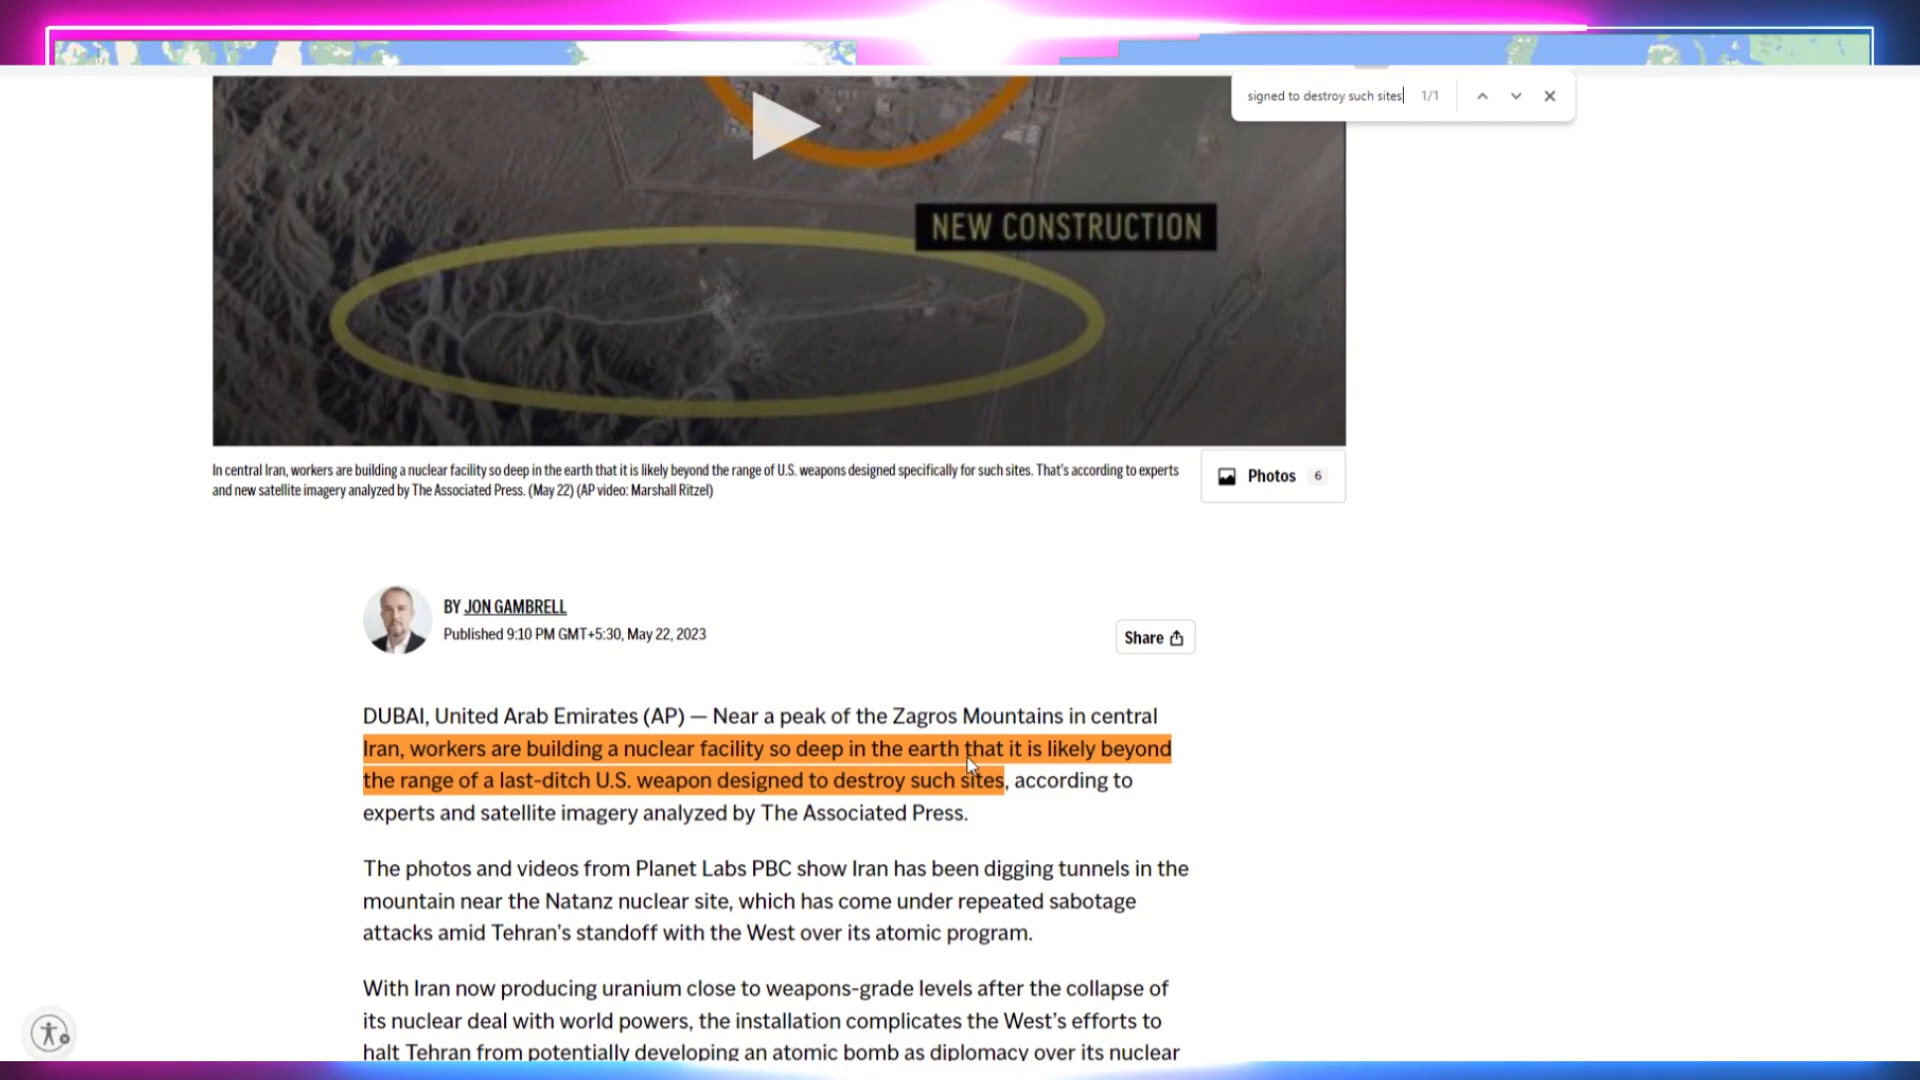 signed to destroy such sites 1/1
NEW CONSTRUCTION
In central Iran, workers are building a nuclear facility so deep in the earth that it is likely beyond the range of U.S. weapons designed specifically for such sites. That's according to experts
and new satellite imagery analyzed by The Associated Press. (May 22) (AP video: Marshall Ritzel)
Photos 6
BY JON GAMBRELL
Published 9:10 PM GMT+5:30, May 22, 2023
Share
DUBAI, United Arab Emirates (AP) — Near a peak of the Zagros Mountains in central
Iran, workers are building a nuclear facility so deep in the earth that it is likely beyond
the range of a last-ditch U.S. weapon designed to destroy such sites, according to
experts and satellite imagery analyzed by The Associated Press.
The photos and videos from Planet Labs PBC show Iran has been digging tunnels in the
mountain near the Natanz nuclear site, which has come under repeated sabotage
attacks amid Tehran's standoff with the West over its atomic program.
With Iran now producing uranium close to weapons-grade levels after the collapse of
its nuclear deal with world powers, the installation complicates the West's efforts to
halt Tehran from potentially developing an atomic bomb as diplomacy over its nuclear